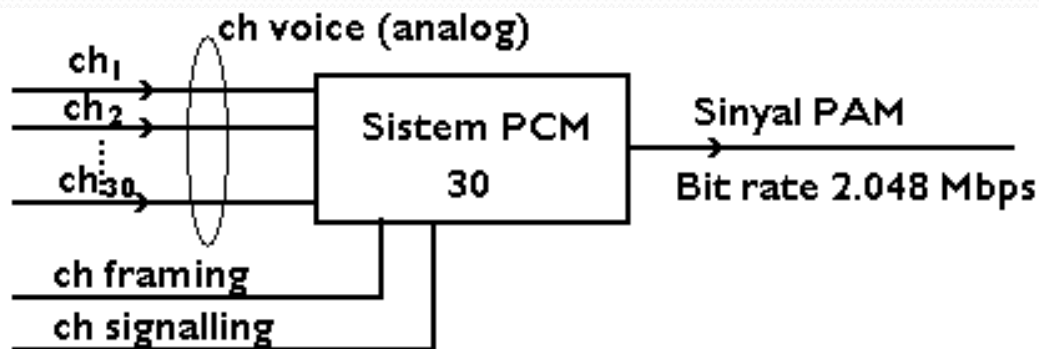 ch voice (analog)
ch1
ch2
ch30
Sistem PCM
30
Sinyal PAM
Bit rate 2.048 Mbps
ch framing
ch signalling